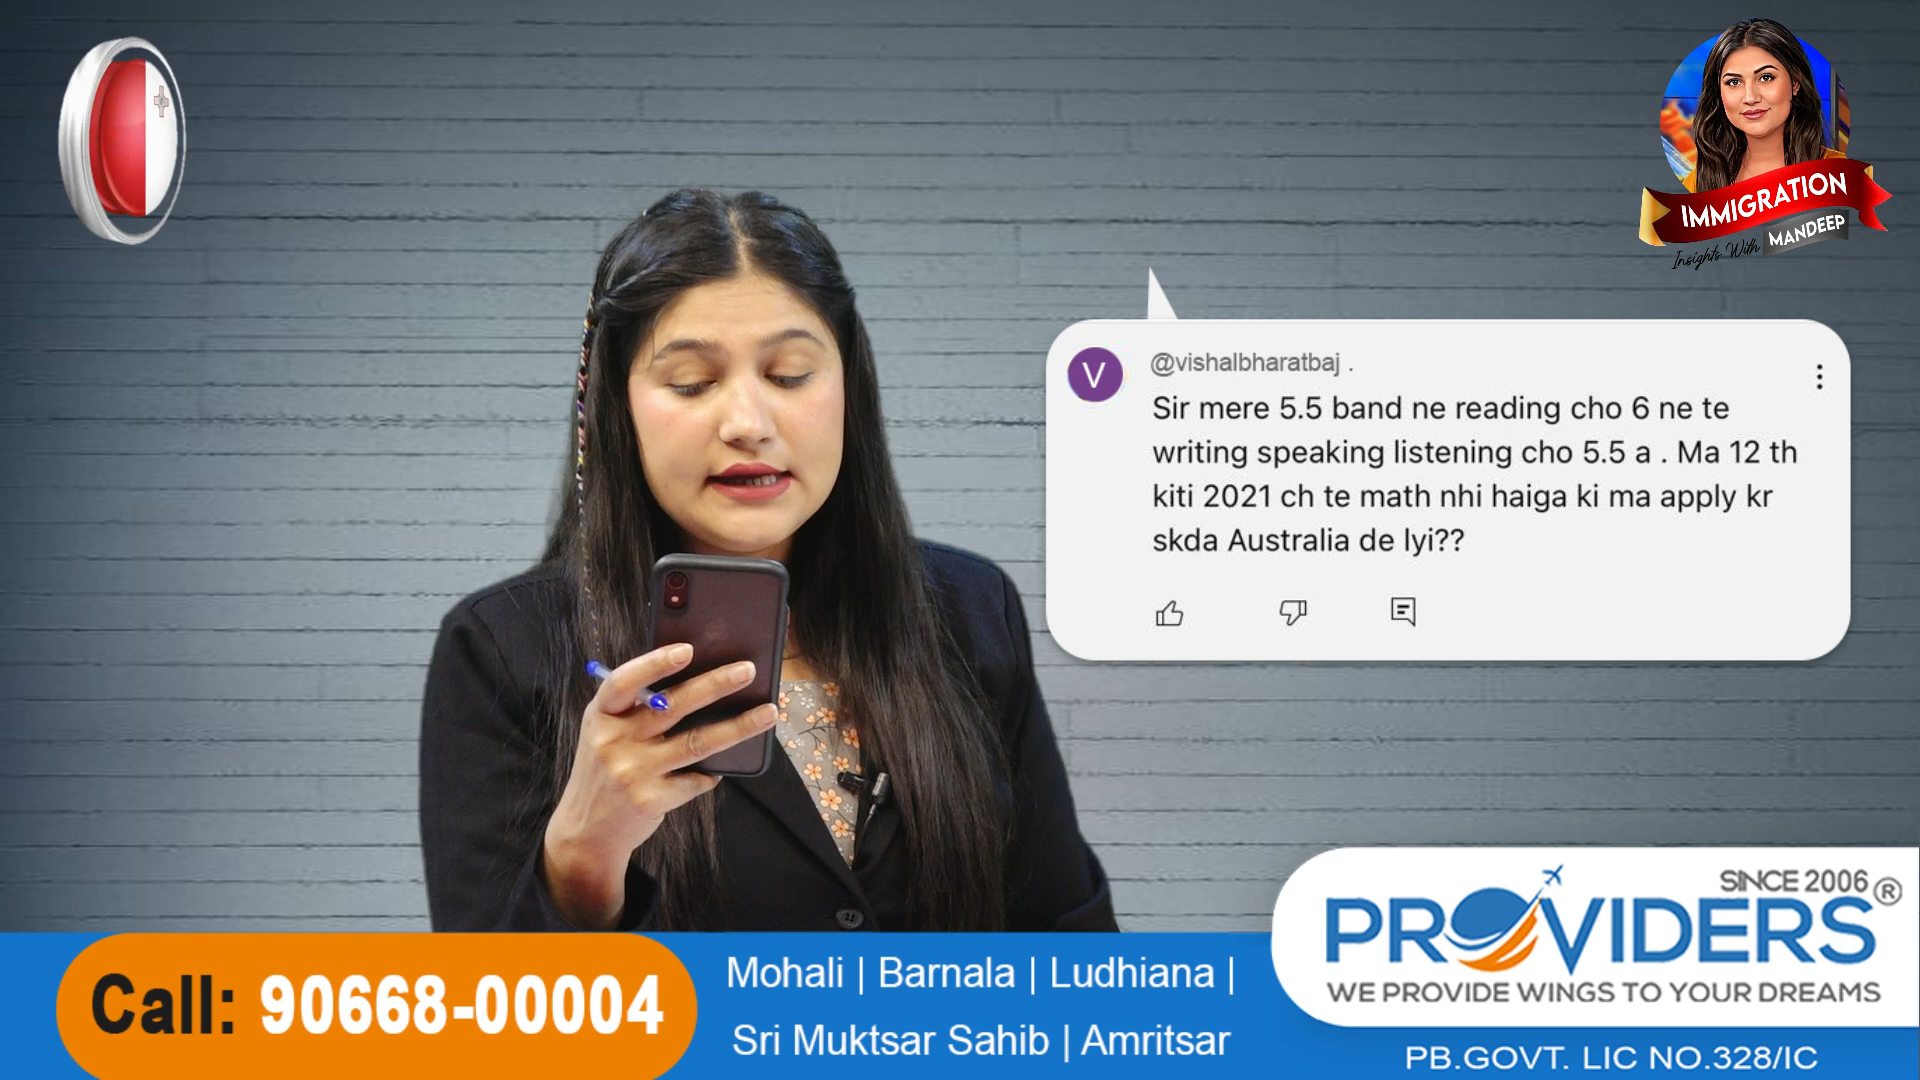 IMMIGRATION
Insights With MANDEEP
V
@vishalbharatbaj .
Sir mere 5.5 band ne reading cho 6 ne te
writing speaking listening cho 5.5 a . Ma 12 th
kiti 2021 ch te math nhi haiga ki ma apply kr
skda Australia de lyi??
SINCE 2006
PROVIDERS®
WE PROVIDE WINGS TO YOUR DREAMS
Call: 90668-00004
Mohali | Barnala | Ludhiana |
Sri Muktsar Sahib | Amritsar
PB.GOVT. LIC NO.328/IC